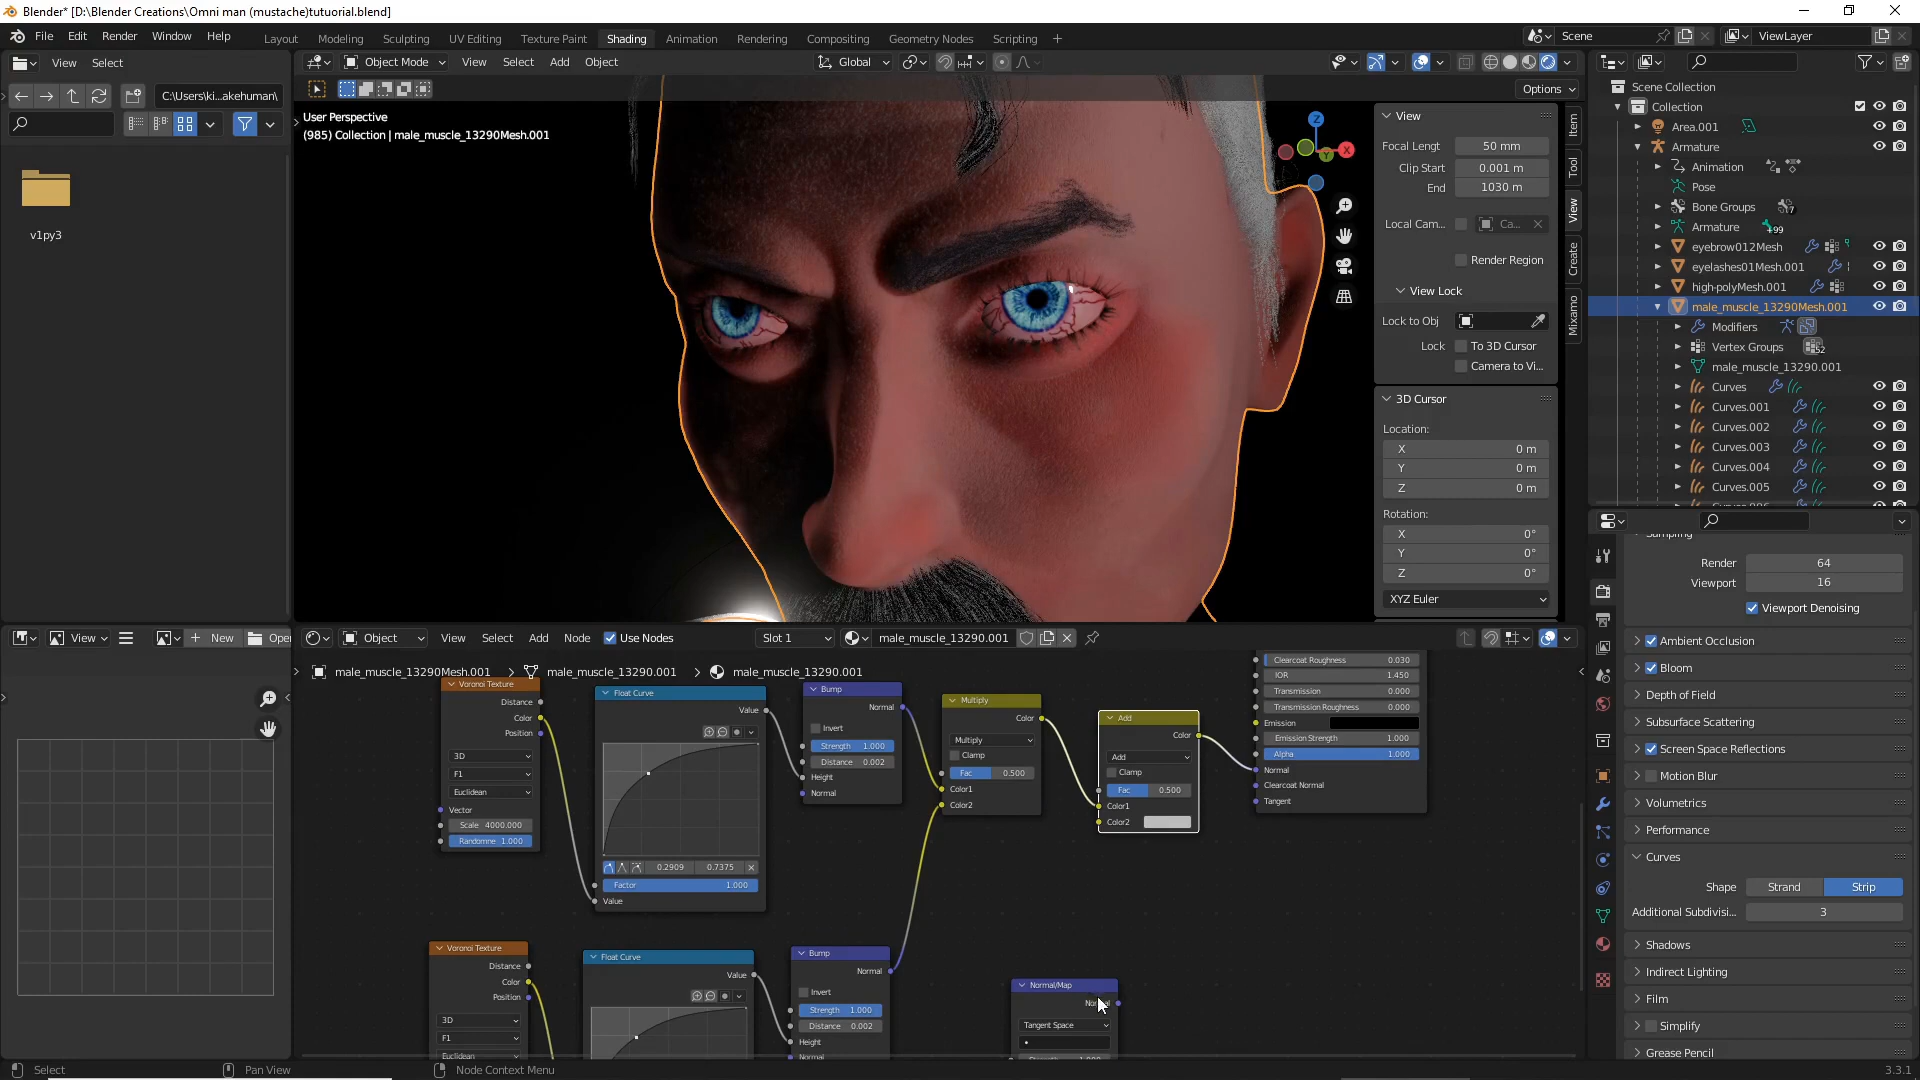 Blender* [D:\Blender Creations\Omni man (mustache)tutuorial.blend]
File Edit Render Window Help
Layout Modeling Sculpting UV Editing Texture Paint Shading Animation Rendering Compositing Geometry Nodes Scripting +
Scene
ViewLayer
View Select
C:\Users\ki...akehuman\
v1py3
Object Mode View Select Add Object
Global
Options
User Perspective
(985) Collection | male_muscle_13290Mesh.001
Z
X
Y
View
Focal Lengt 50 mm
Clip Start 0.001 m
End 1030 m
Local Cam... Ca...
Render Region
View Lock
Lock to Obj
Lock To 3D Cursor
Camera to Vi...
3D Cursor
Location:
X 0 m
Y 0 m
Z 0 m
Rotation:
X 0°
Y 0°
Z 0°
XYZ Euler
Item
Tool
View
Create
Mixamo
Scene Collection
Collection
Area.001
Armature
Animation
Pose
Bone Groups
Armature
eyebrow012Mesh
eyelashes01Mesh.001
high-polyMesh.001
male_muscle_13290Mesh.001
Modifiers
Vertex Groups
male_muscle_13290.001
Curves
Curves.001
Curves.002
Curves.003
Curves.004
Curves.005
Sampling
Render 64
Viewport 16
Viewport Denoising
Ambient Occlusion
Bloom
Depth of Field
Subsurface Scattering
Screen Space Reflections
Motion Blur
Volumetrics
Performance
Curves
Shape Strand Strip
Additional Subdivisi... 3
Shadows
Indirect Lighting
Film
Simplify
Grease Pencil
View
New
Open
Object View Select Add Node Use Nodes Slot 1 male_muscle_13290.001
male_muscle_13290Mesh.001 > male_muscle_13290.001 > male_muscle_13290.001
Voronoi Texture
Distance
Color
Position
3D
F1
Euclidean
Vector
Scale 4000.000
Randomne 1.000
Float Curve
Value
0.2909 0.7375
Factor 1.000
Value
Bump
Normal
Invert
Strength 1.000
Distance 0.002
Height
Normal
Multiply
Color
Multiply
Clamp
Fac 0.500
Color1
Color2
Add
Color
Add
Clamp
Fac 0.500
Color1
Color2
Clearcoat Roughness 0.030
IOR 1.450
Transmission 0.000
Transmission Roughness 0.000
Emission
Emission Strength 1.000
Alpha 1.000
Normal
Clearcoat Normal
Tangent
Voronoi Texture
Distance
Color
Position
3D
F1
Euclidean
Float Curve
Value
Bump
Normal
Invert
Strength 1.000
Distance 0.002
Height
Normal
Normal/Map
Tangent Space
Strength 1.000
Select
Pan View
Node Context Menu
3.3.1